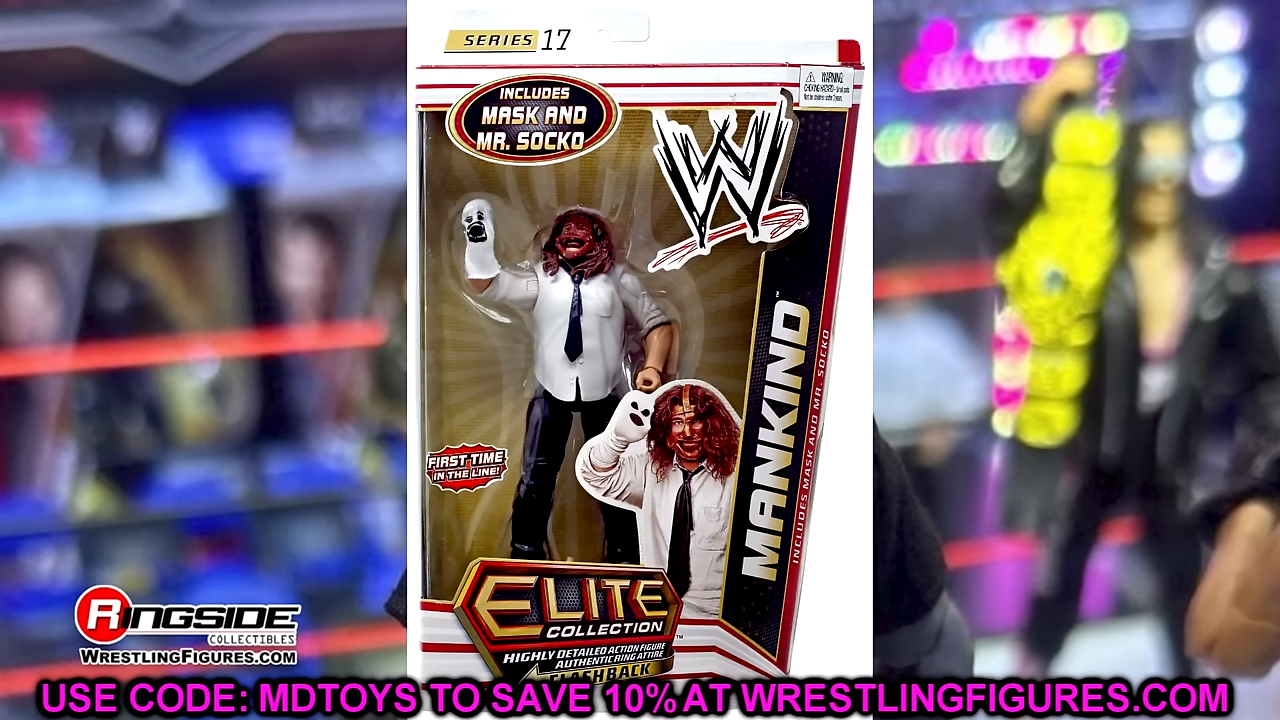 SERIES 17
INCLUDES
MASK AND
MR. SOCKO
WARNING:
W
MANKIND
INCLUDES MASK AND MR. SOCKO
FIRST TIME
IN THE LINE!
ELITE
COLLECTION
HIGHLY DETAILED ACTION FIGURE
AUTHENTIC RING ATTIRE
FLASHBACK
RINGSIDE
COLLECTIBLES
WRESTLINGFIGURES.COM
USE CODE: MDTOYS TO SAVE 10% AT WRESTLINGFIGURES.COM